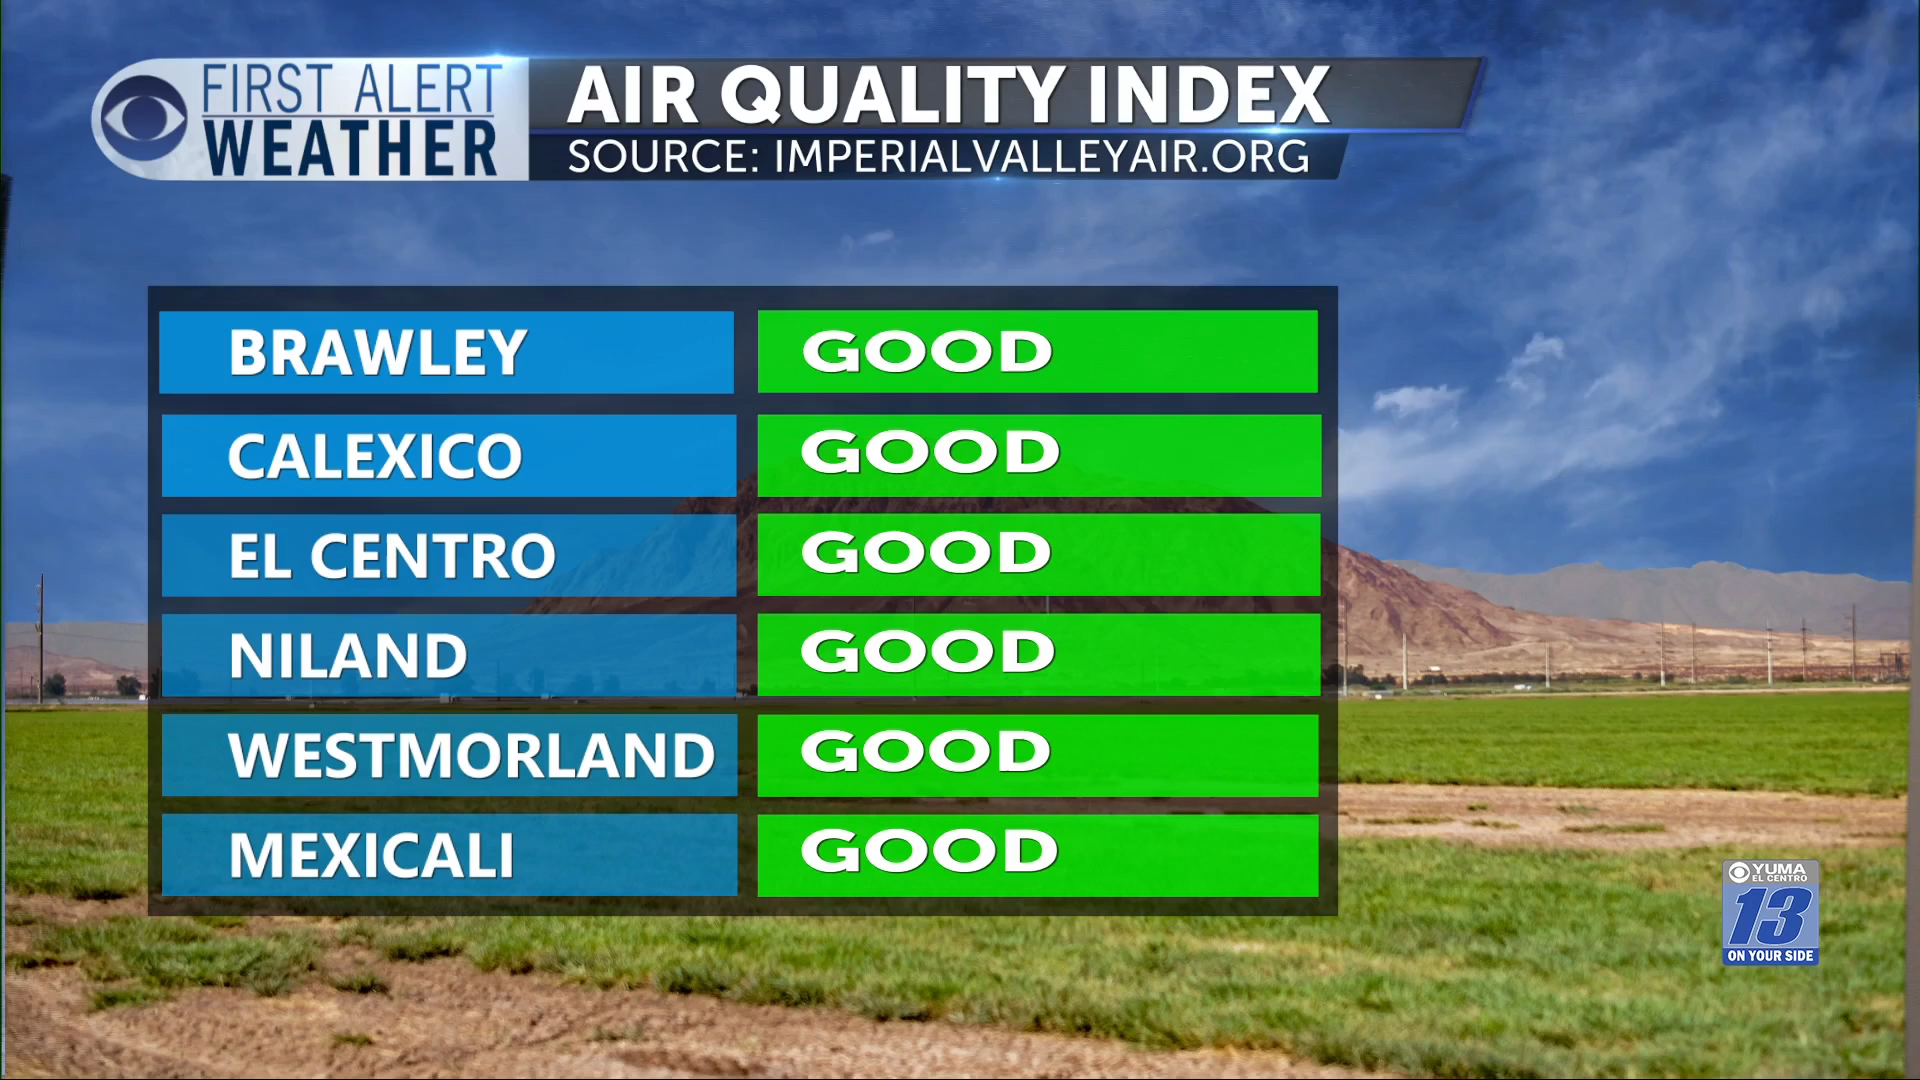 FIRST ALERT
WEATHER
AIR QUALITY INDEX
SOURCE: IMPERIALVALLEYAIR.ORG
BRAWLEY GOOD
CALEXICO GOOD
EL CENTRO GOOD
NILAND GOOD
WESTMORLAND GOOD
MEXICALI GOOD
YUMA
EL CENTRO
13
ON YOUR SIDE